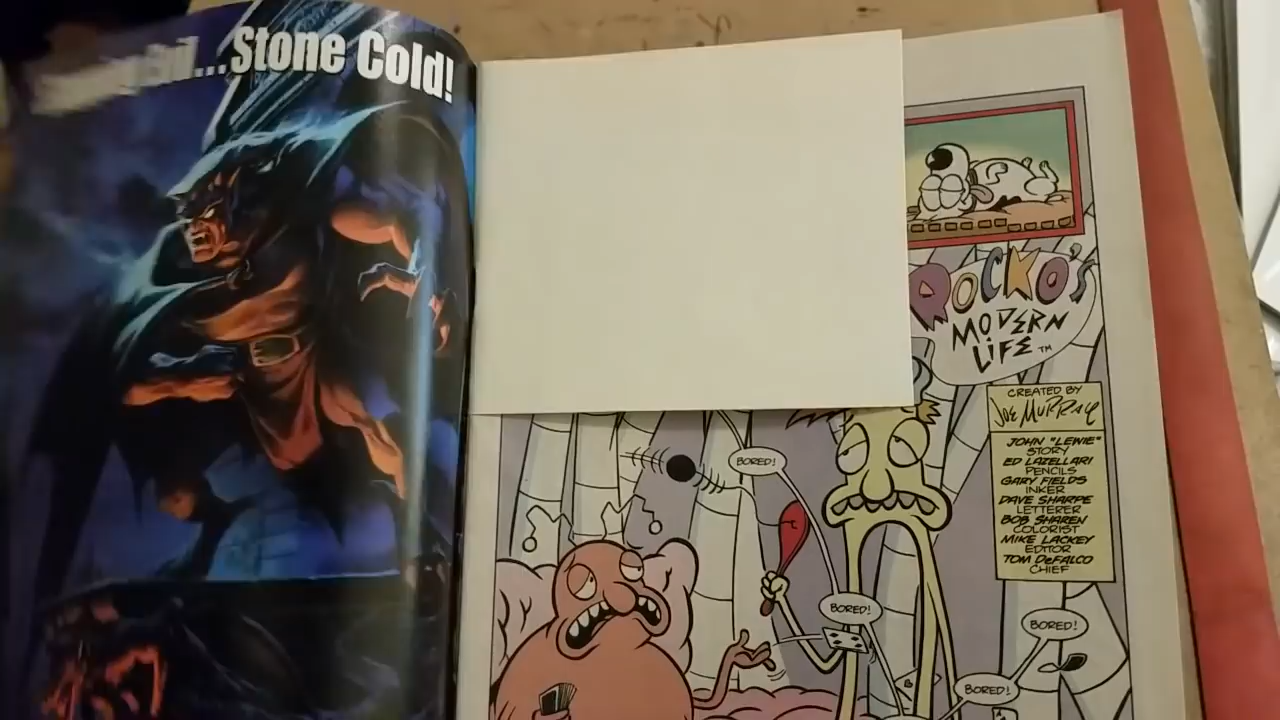 ...Stone Cold!
ROCKO'S
MODERN
LIFE™
CREATED BY
JOE MURRAY
JOHN "LEWIE"
STORY
ED LAZELLARI
PENCILS
GARY FIELDS
INKER
DAVE SHARPE
LETTERER
BOB SHAREN
COLORIST
MIKE LACKEY
EDITOR
TOM DeFALCO
CHIEF
BORED!
BORED!
BORED!
BORED!